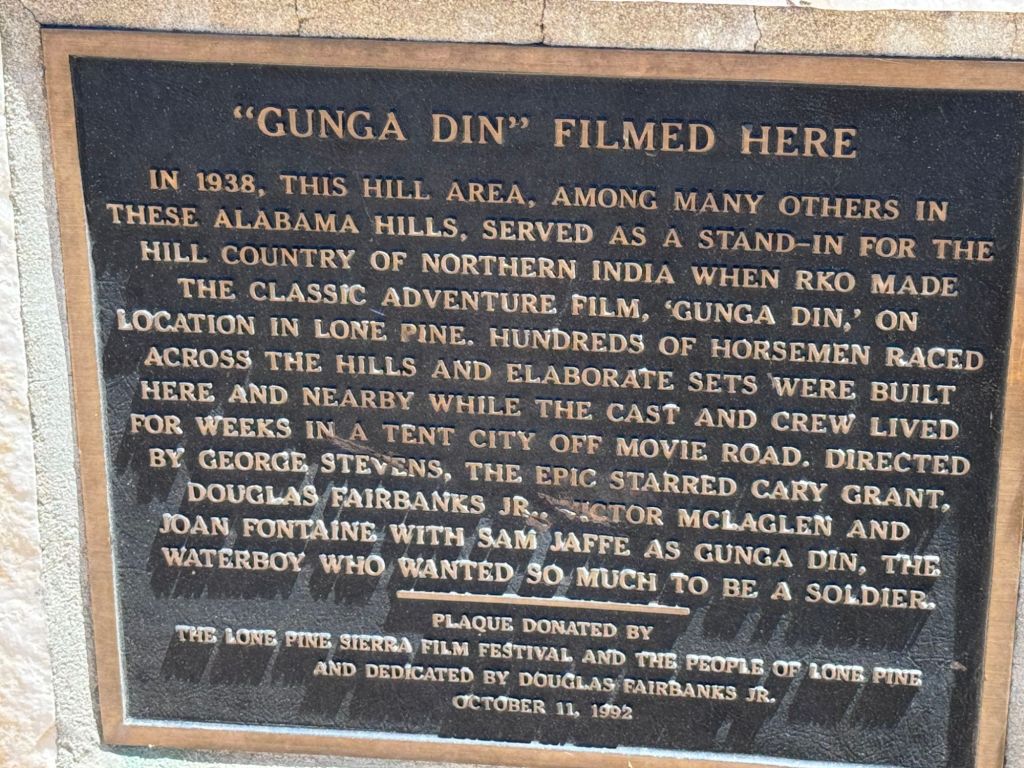 "GUNGA DIN" FILMED HERE
IN 1938, THIS HILL AREA, AMONG MANY OTHERS IN
THESE ALABAMA HILLS, SERVED AS A STAND-IN FOR THE
HILL COUNTRY OF NORTHERN INDIA WHEN RKO MADE
THE CLASSIC ADVENTURE FILM, 'GUNGA DIN,' ON
LOCATION IN LONE PINE. HUNDREDS OF HORSEMEN RACED
ACROSS THE HILLS AND ELABORATE SETS WERE BUILT
HERE AND NEARBY WHILE THE CAST AND CREW LIVED
FOR WEEKS IN A TENT CITY OFF MOVIE ROAD. DIRECTED
BY GEORGE STEVENS, THE EPIC STARRED CARY GRANT,
DOUGLAS FAIRBANKS JR., VICTOR MCLAGLEN AND
JOAN FONTAINE WITH SAM JAFFE AS GUNGA DIN, THE
WATERBOY WHO WANTED SO MUCH TO BE A SOLDIER.
PLAQUE DONATED BY
THE LONE PINE SIERRA FILM FESTIVAL AND THE PEOPLE OF LONE PINE
AND DEDICATED BY DOUGLAS FAIRBANKS JR.
OCTOBER 11, 1992